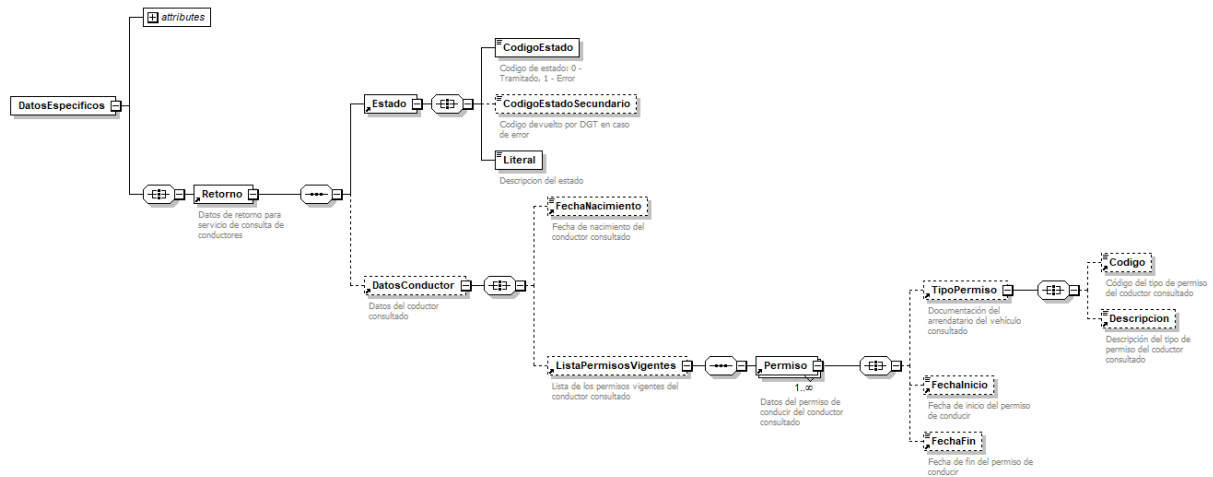 attributes
DatosEspecificos
Retorno
Datos de retorno para
servicio de consulta de
conductores
Estado
CodigoEstado
Codigo de estado: 0 -
Tramitado, 1 - Error
CodigoEstadoSecundario
Codigo devuelto por DGT en caso
de error
Literal
Descripcion del estado
DatosConductor
Datos del coductor
consultado
FechaNacimiento
Fecha de nacimiento del
conductor consultado
ListaPermisosVigentes
Lista de los permisos vigentes del
conductor consultado
Permiso
1..∞
Datos del permiso de
conducir del conductor
consultado
TipoPermiso
Documentación del
arrendatario del vehículo
consultado
Codigo
Código del tipo de permiso
del coductor consultado
Descripcion
Descripción del tipo de
permiso del coductor
consultado
FechaInicio
Fecha de inicio del permiso
de conducir
FechaFin
Fecha de fin del permiso de
conducir